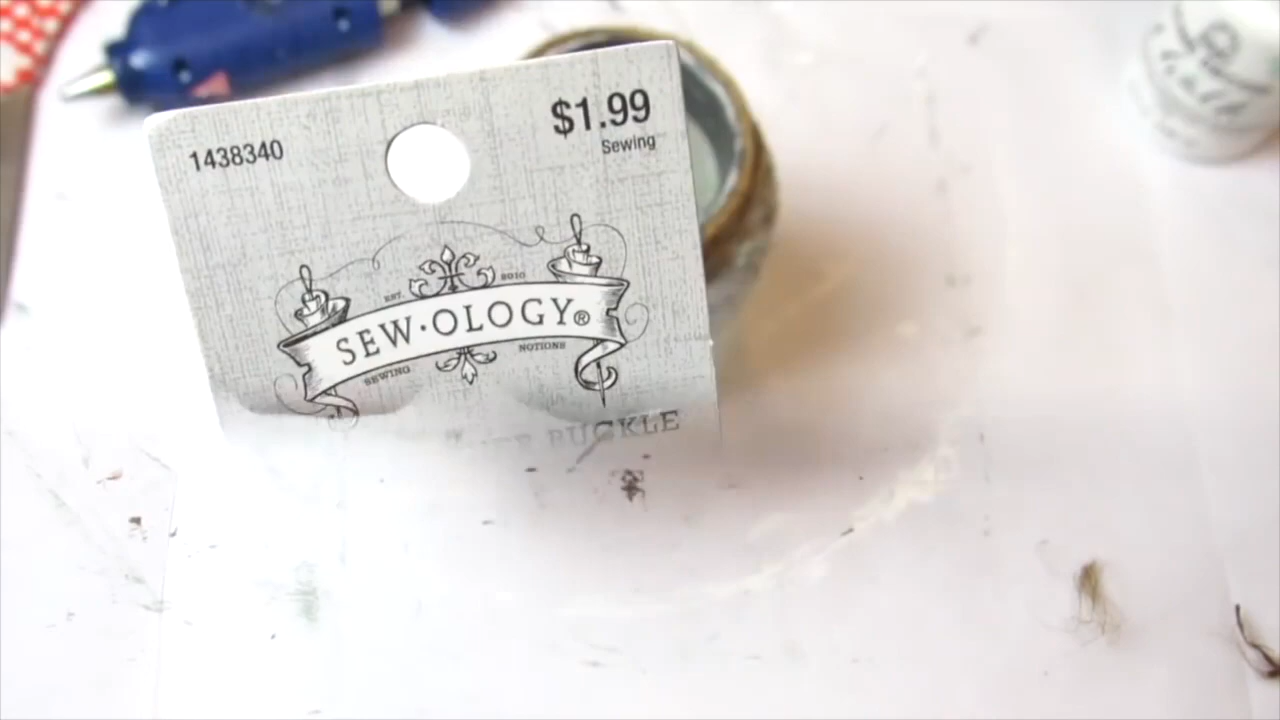 1438340
$1.99
Sewing
EST. 2010
SEW·OLOGY®
SEWING NOTIONS
BUCKLE